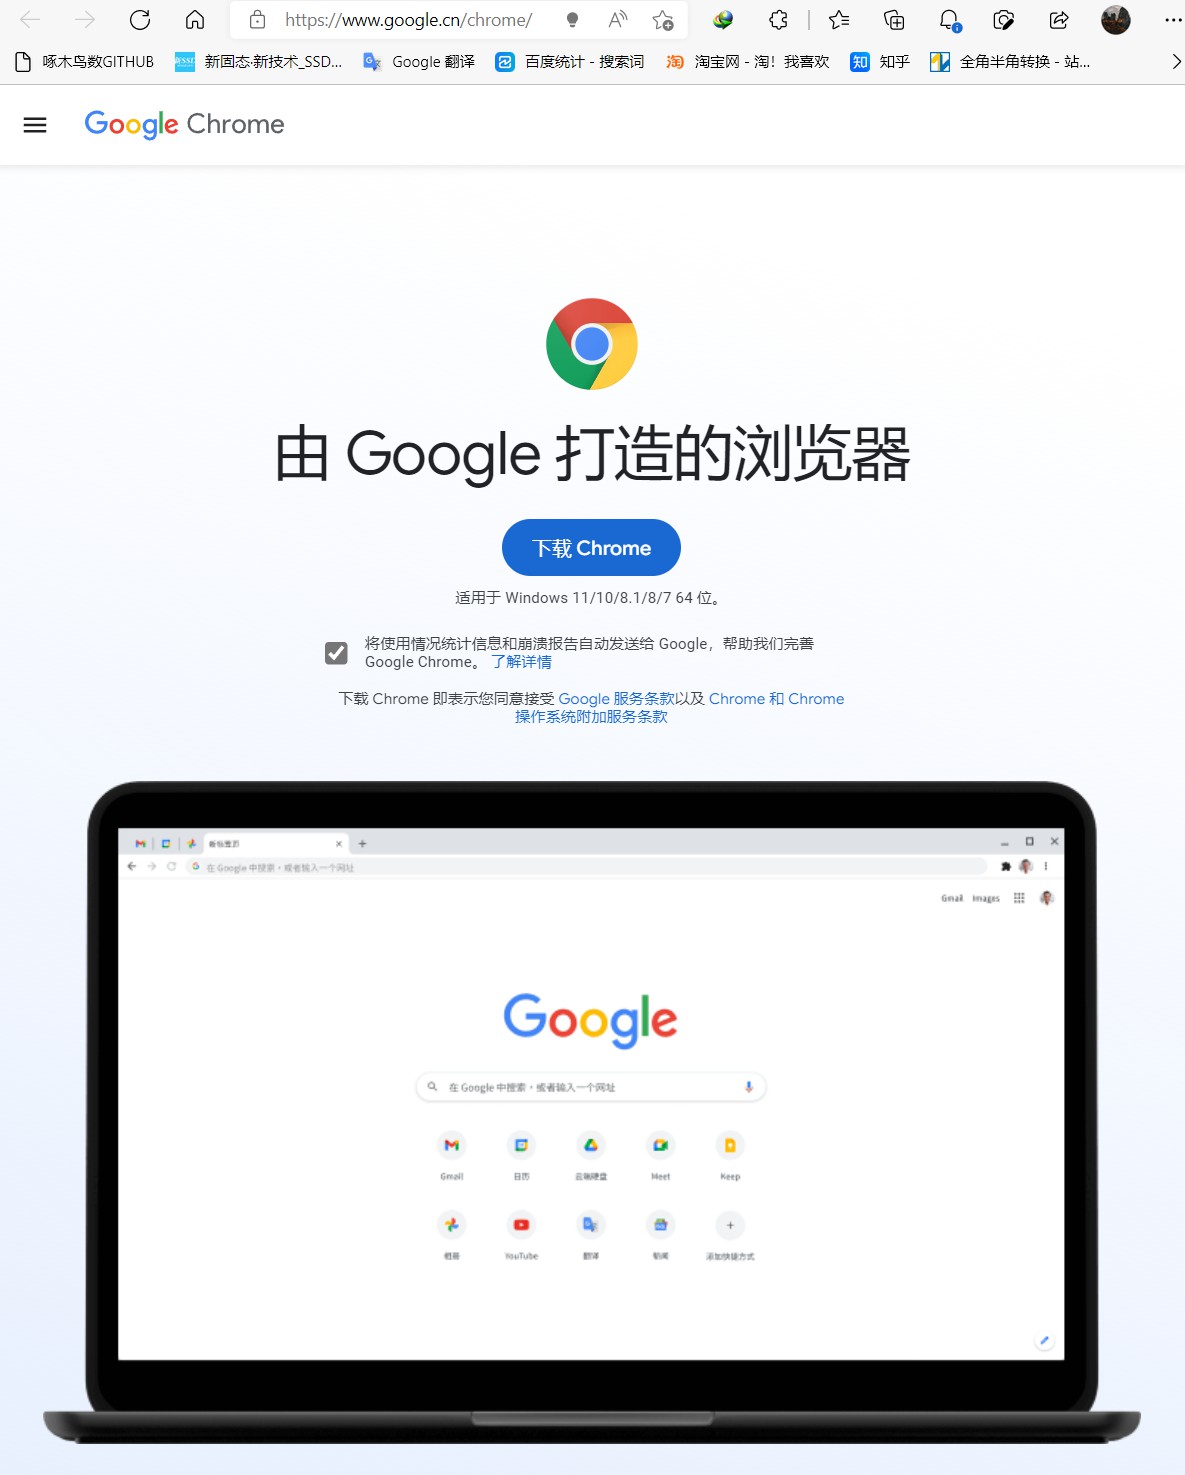 https://www.google.cn/chrome/
啄木鸟数GITHUB
新固态·新技术_SSD...
Google 翻译
百度统计 - 搜索词
淘宝网 - 淘！我喜欢
知乎
全角半角转换 - 站...
Google Chrome
由 Google 打造的浏览器
下载 Chrome
适用于 Windows 11/10/8.1/8/7 64 位。
将使用情况统计信息和崩溃报告自动发送给 Google，帮助我们完善
Google Chrome。 了解详情
下载 Chrome 即表示您同意接受 Google 服务条款以及 Chrome 和 Chrome
操作系统附加服务条款
在 Google 中搜索，或者输入一个网址
Gmail Images
Google
在 Google 中搜索，或者输入一个网址
Gmail 日历 云端硬盘 Meet Keep
相册 YouTube 翻译 新闻 添加快捷方式